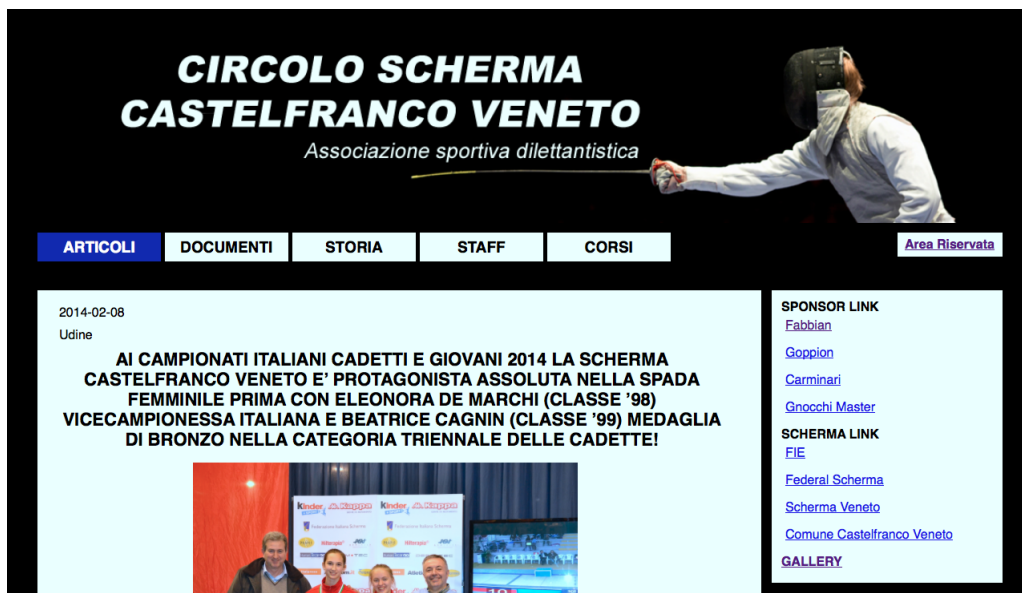 CIRCOLO SCHERMA
CASTELFRANCO VENETO
Associazione sportiva dilettantistica
ARTICOLI DOCUMENTI STORIA STAFF CORSI
Area Riservata
2014-02-08
Udine
AI CAMPIONATI ITALIANI CADETTI E GIOVANI 2014 LA SCHERMA
CASTELFRANCO VENETO E' PROTAGONISTA ASSOLUTA NELLA SPADA
FEMMINILE PRIMA CON ELEONORA DE MARCHI (CLASSE '98)
VICECAMPIONESSA ITALIANA E BEATRICE CAGNIN (CLASSE '99) MEDAGLIA
DI BRONZO NELLA CATEGORIA TRIENNALE DELLE CADETTE!
Kinder Kappa Kinder Kappa
Federazione Italiana Scherma
SPONSOR LINK
Fabbian
Goppion
Carminari
Gnocchi Master
SCHERMA LINK
FIE
Federal Scherma
Scherma Veneto
Comune Castelfranco Veneto
GALLERY